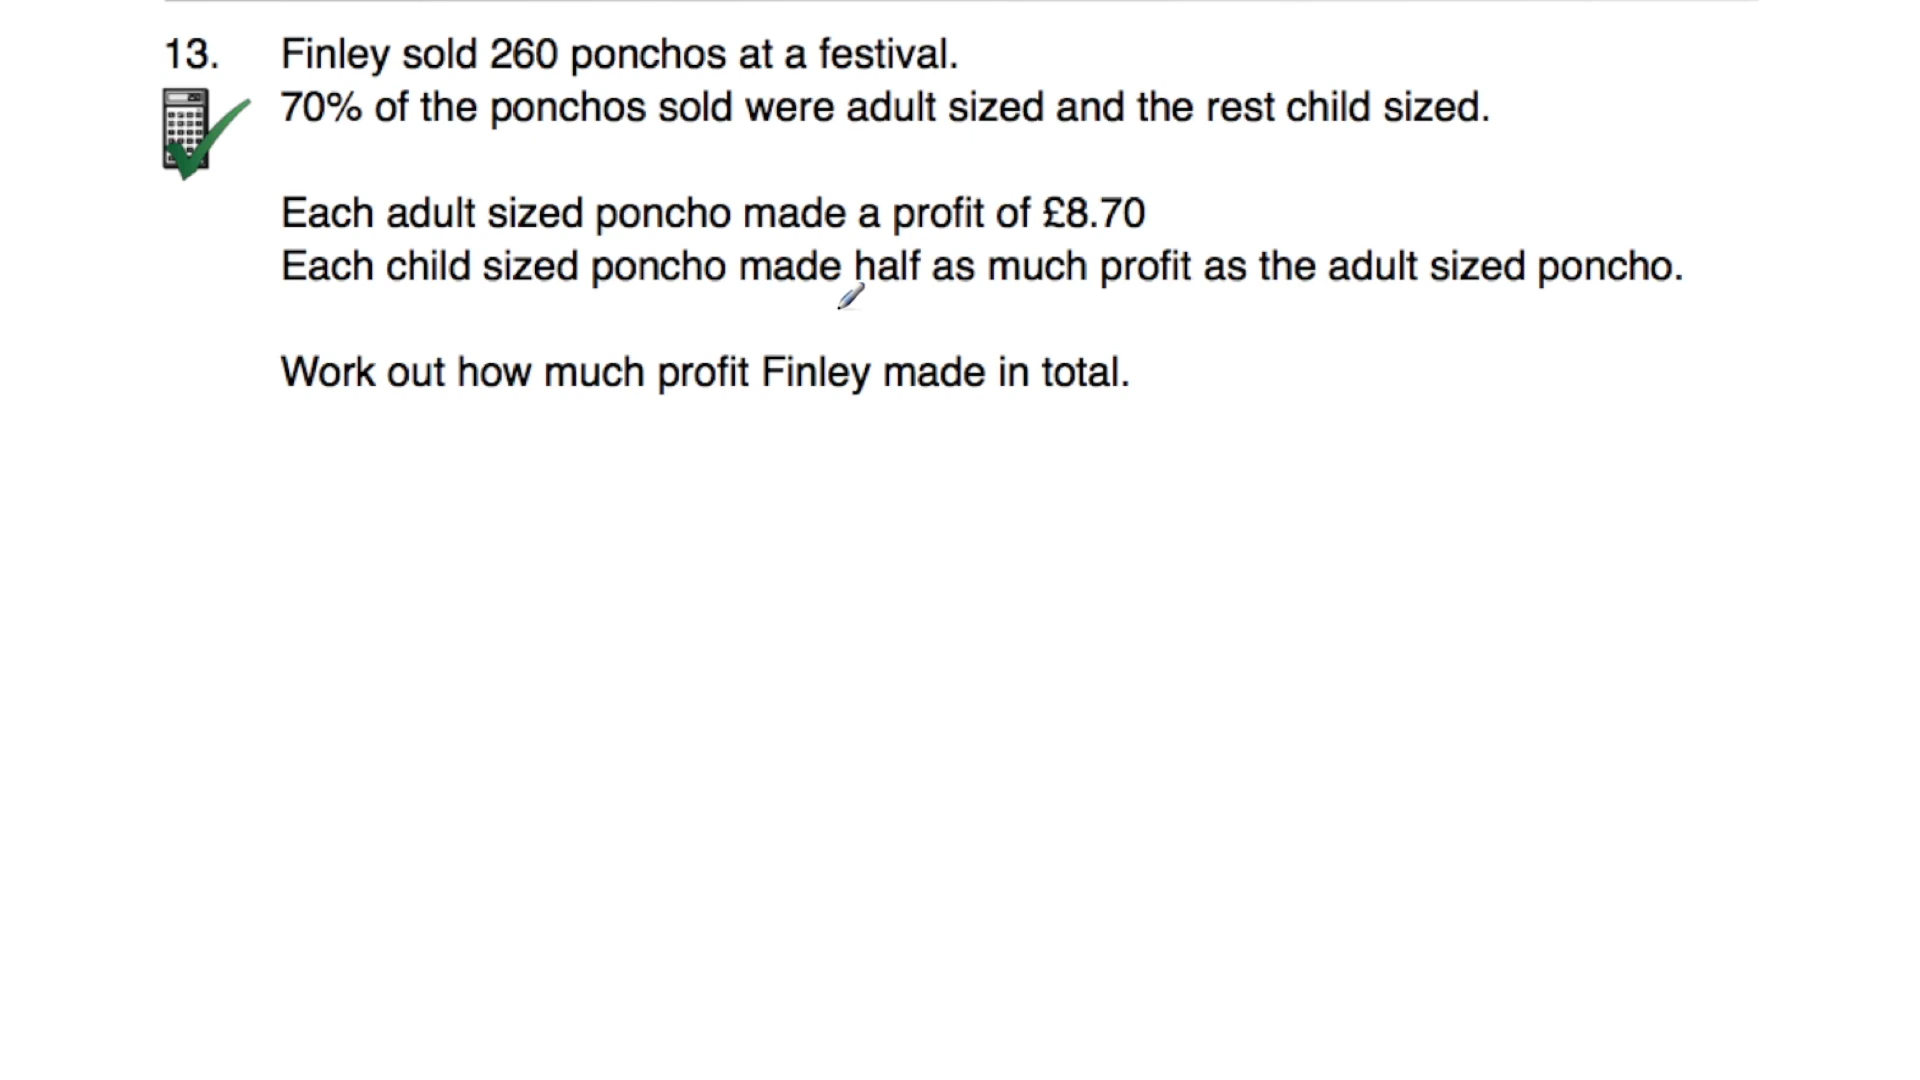 13. Finley sold 260 ponchos at a festival.
70% of the ponchos sold were adult sized and the rest child sized.
Each adult sized poncho made a profit of £8.70
Each child sized poncho made half as much profit as the adult sized poncho.
Work out how much profit Finley made in total.